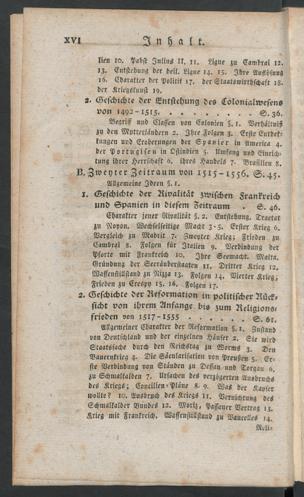 XVI Inhalt.
lien 10. Pabst Julius II, 11. Ligue zu Cambrai 12.
13. Entstehung der heil. Ligue 14. 15. Ihre Auflösung
16. Charakter der Politik 17. der Staatswirthschaft 18.
der Kriegskunst 19.
2. Geschichte der Entstehung des Colonialwesens
von 1492-1515. . . . . . . . . . . S. 36.
Begriff und Classen von Colonien §. 1. Verhältniß
zu den Mutterländern 2. Ihre Folgen 3. Erste Entdek-
kungen und Eroberungen der Spanier in America 4.
der Portugiesen in Ostindien 5. Umfang und Einrich-
tung ihrer Herrschaft 6. ihres Handels 7. Brasilien 8.
B. Zweyter Zeitraum von 1515-1556. S. 45.
Allgemeine Ideen §. 1.
1. Geschichte der Rivalität zwischen Frankreich
und Spanien in diesem Zeitraum . S. 46.
Charakter jener Rivalität §. 2. Entstehung. Tractat
zu Noyon. Wechselseitige Macht 3-5. Erster Krieg 6.
Vergleich zu Madrit 7. Zweyter Krieg; Frieden zu
Cambrai 8. Folgen für Italien 9. Verbindung der
Pforte mit Frankreich 10. Ihre Seemacht. Malta.
Gründung der Seeräuberstaaten 11. Dritter Krieg 12.
Waffenstillstand zu Nizza 13. Folgen 14. Vierter Krieg,
Frieden zu Crespy 15. 16. Folgen 17.
2. Geschichte der Reformation in politischer Rück-
sicht von ihrem Anfange bis zum Religions-
frieden von 1517-1555 . . . . . . . S. 61.
Allgemeiner Charakter der Reformation §. 1. Zustand
von Deutschland und der einzelnen Häuser 2. Sie wird
Staatssache durch den Reichstag zu Worms 3. Den
Bauernkrieg 4. Die Säcularisation von Preußen 5. Er-
ste Verbindung von Ständen zu Dessau und Torgau 6.
zu Schmalkalden 7. Ursachen des verzögerten Ausbruchs
des Kriegs; Concilien-Pläne 8. 9. Was der Kayser
wollte? 10. Ausbruch des Kriegs 11. Vernichtung des
Schmalkalder Bundes 12. Moriz, Passauer Vertrag 13.
Krieg mit Frankreich, Waffenstillstand zu Vaucelles 14.
Reli-